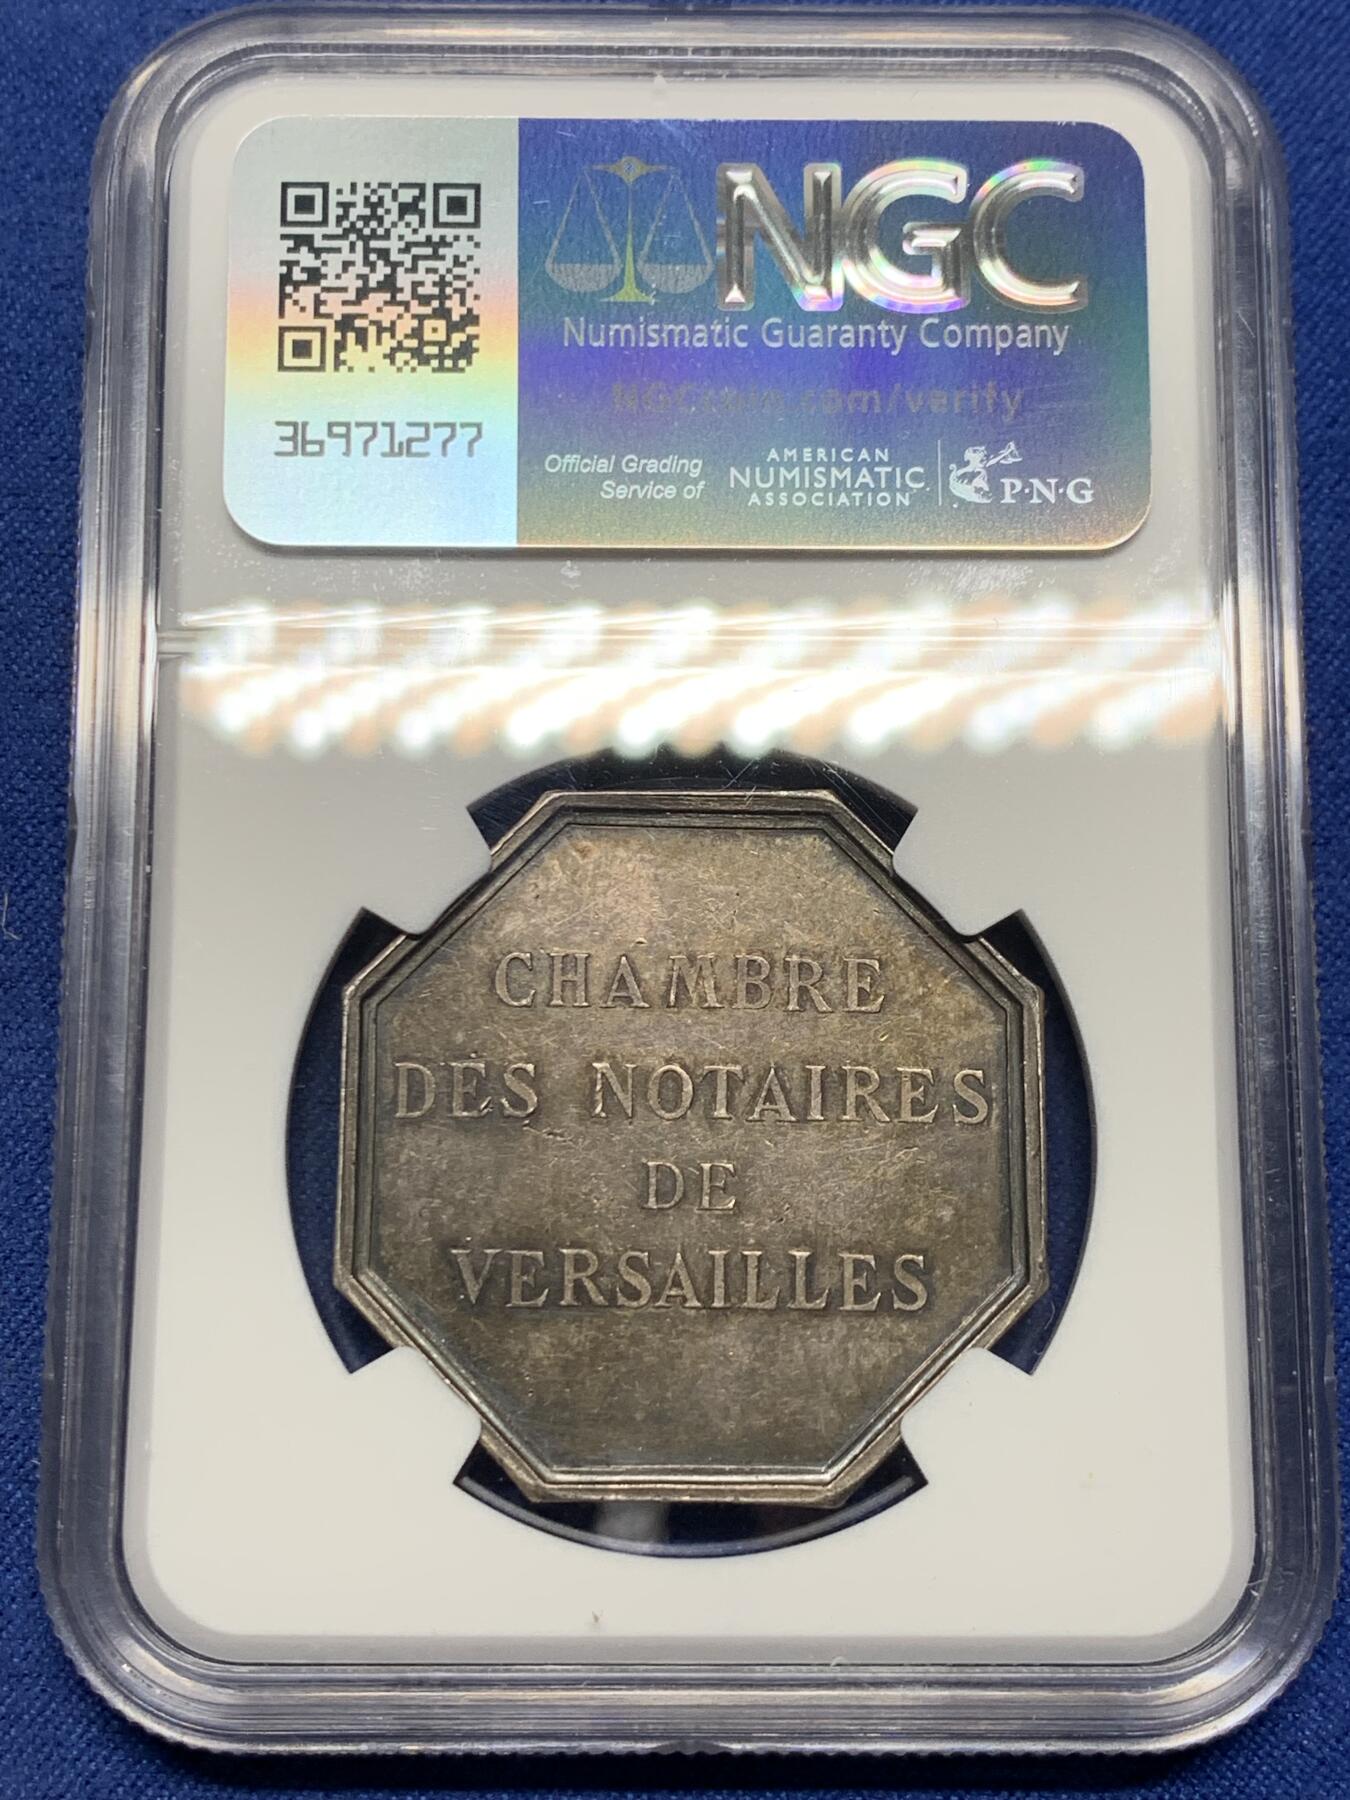 NGC
Numismatic Guaranty Company
NGCcoin.com/verify
36971277
Official Grading
Service of
AMERICAN
NUMISMATIC
ASSOCIATION
P·N·G
CHAMBRE
DES NOTAIRES
DE
VERSAILLES